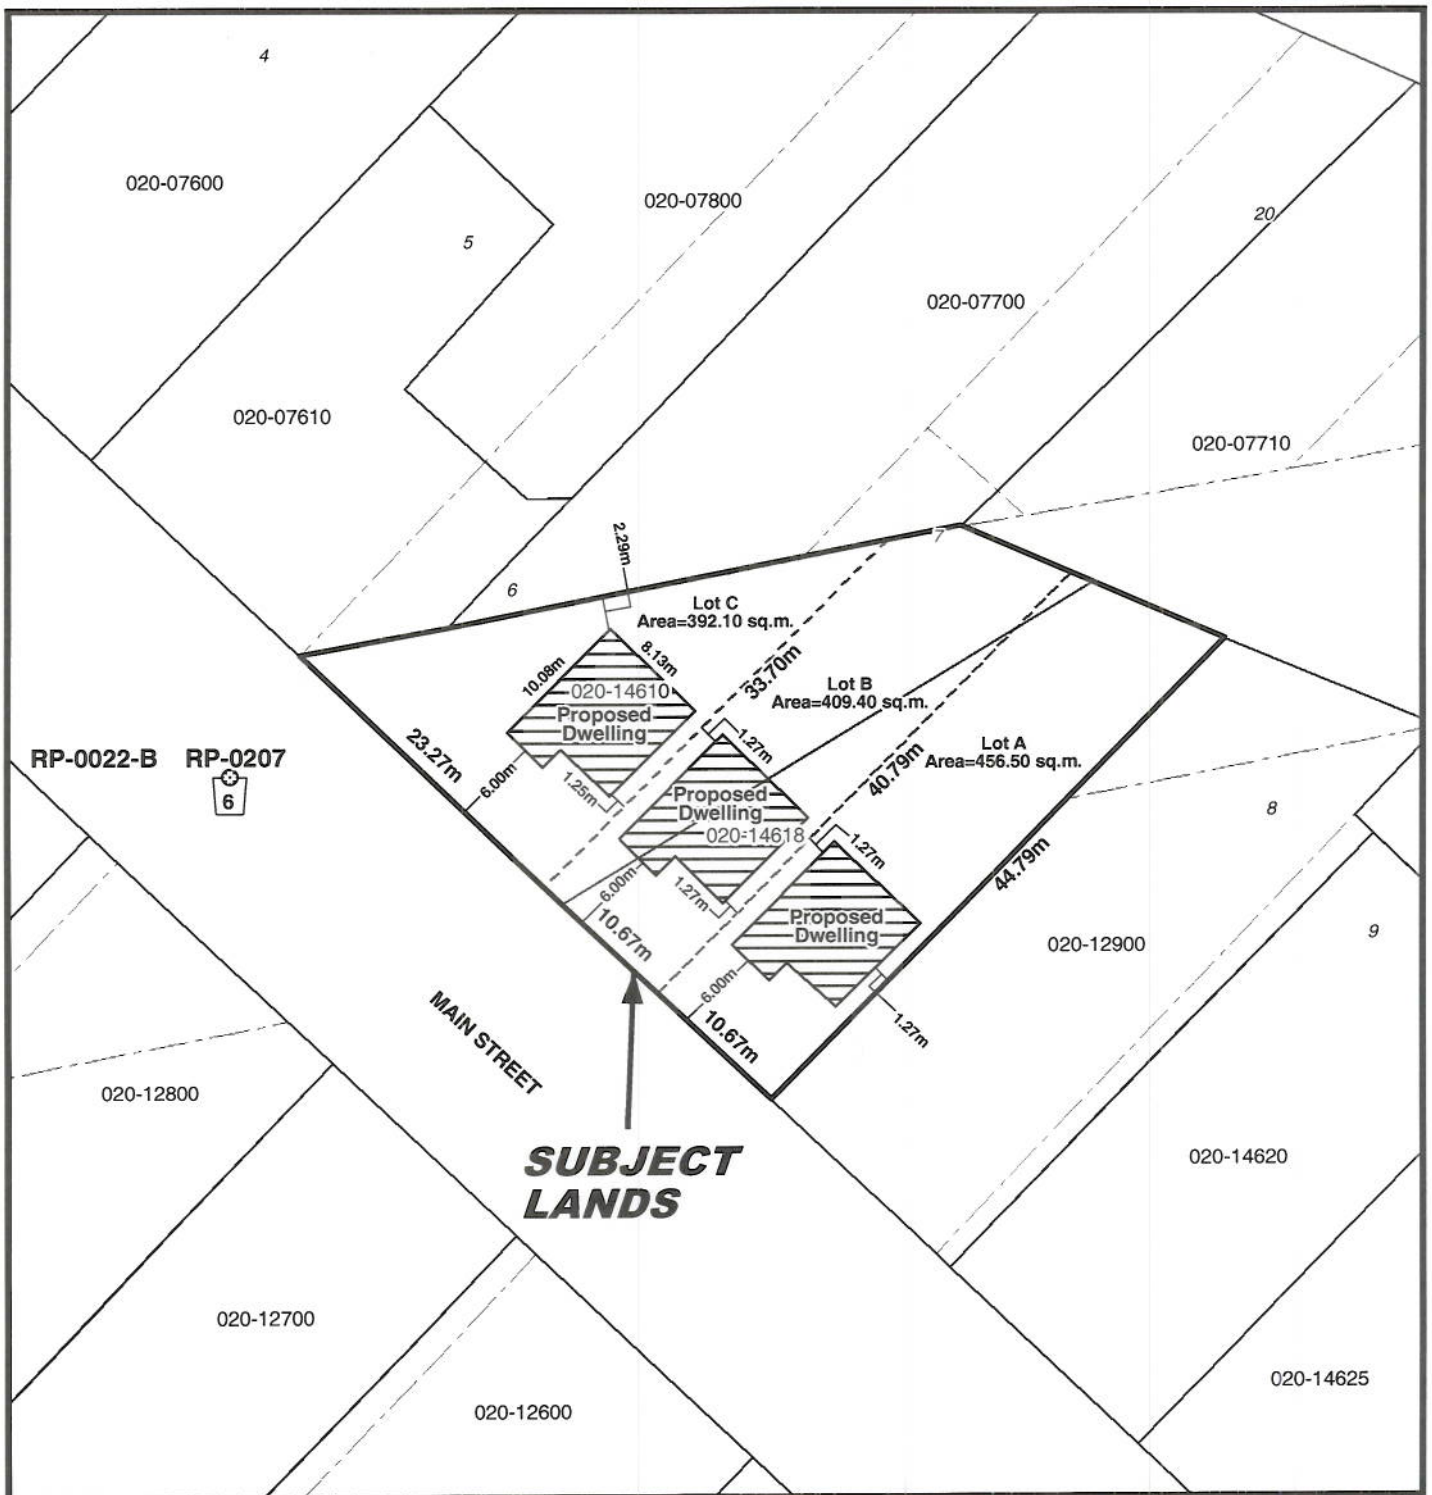 4
020-07600
020-07800
5
20
020-07700
020-07610
020-07710
2.29m
7
6
Lot C
Area=392.10 sq.m.
10.08m
8.13m
33.70m
020-14610
Proposed
Dwelling
Lot B
Area=409.40 sq.m.
RP-0022-B
RP-0207
6
23.27m
6.00m
1.25m
1.27m
Lot A
Area=456.50 sq.m.
40.79m
Proposed
Dwelling
020-14618
8
1.27m
44.79m
6.00m
1.27m
10.67m
Proposed
Dwelling
9
020-12900
6.00m
10.67m
1.27m
MAIN STREET
020-12800
SUBJECT
LANDS
020-14620
020-12700
020-14625
020-12600